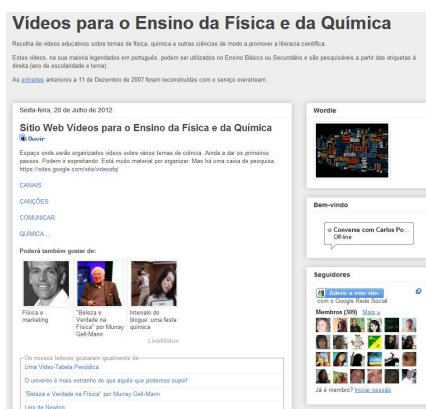 Vídeos para o Ensino da Física e da Química
Recolha de vídeos educativos sobre temas de física, química e outras ciências de modo a promover a literacia científica.
Estes vídeos, na sua maioria legendados em português, podem ser utilizados no Ensino Básico ou Secundário e são pesquisáveis a partir das etiquetas à
direita (ano de escolaridade e tema).
As entradas anteriores a 11 de Dezembro de 2007 foram reconstruídas com o serviço overstream.
Sexta-feira, 20 de Julho de 2012
Sítio Web Vídeos para o Ensino da Física e da Química
Ouvir
Espaço onde serão organizados vídeos sobre vários temas de ciência. Ainda a dar os primeiros
passos. Podem ir espreitando. Está muito material por organizar. Mas há uma caixa de pesquisa.
https://sites.google.com/site/videosfq/
CANAIS
CANÇÕES
COMUNICAR
QUÍMICA ...
Poderá também gostar de:
Física e
marketing
"Beleza e
Verdade na
Física" por Murray
Gell-Mann
Intervalo do
blogue: uma festa
química
LinkWithin
Os nossos leitores gostaram igualmente de
Uma Vídeo-Tabela Periódica
O universo é mais estranho do que aquilo que podemos supor!
"Beleza e Verdade na Física" por Murray Gell-Mann
Leis de Newton
Wordle
Bem-vindo
Converse com Carlos Po...
Off-line
Seguidores
Aderir a este site
com o Google Rede Social
Membros (309) Mais »
Já é membro? Iniciar sessão